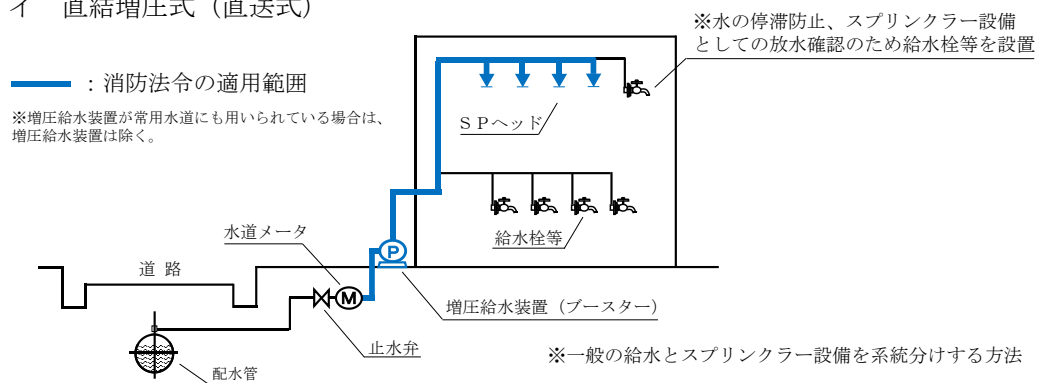 イ 直結増圧式（直送式）
※水の停滞防止、スプリンクラー設備
としての放水確認のため給水栓等を設置
：消防法令の適用範囲
※増圧給水装置が常用水道にも用いられている場合は、
増圧給水装置は除く。
ＳＰヘッド
給水栓等
水道メータ
P
道 路
M
増圧給水装置（ブースター）
止水弁
※一般の給水とスプリンクラー設備を系統分けする方法
配水管